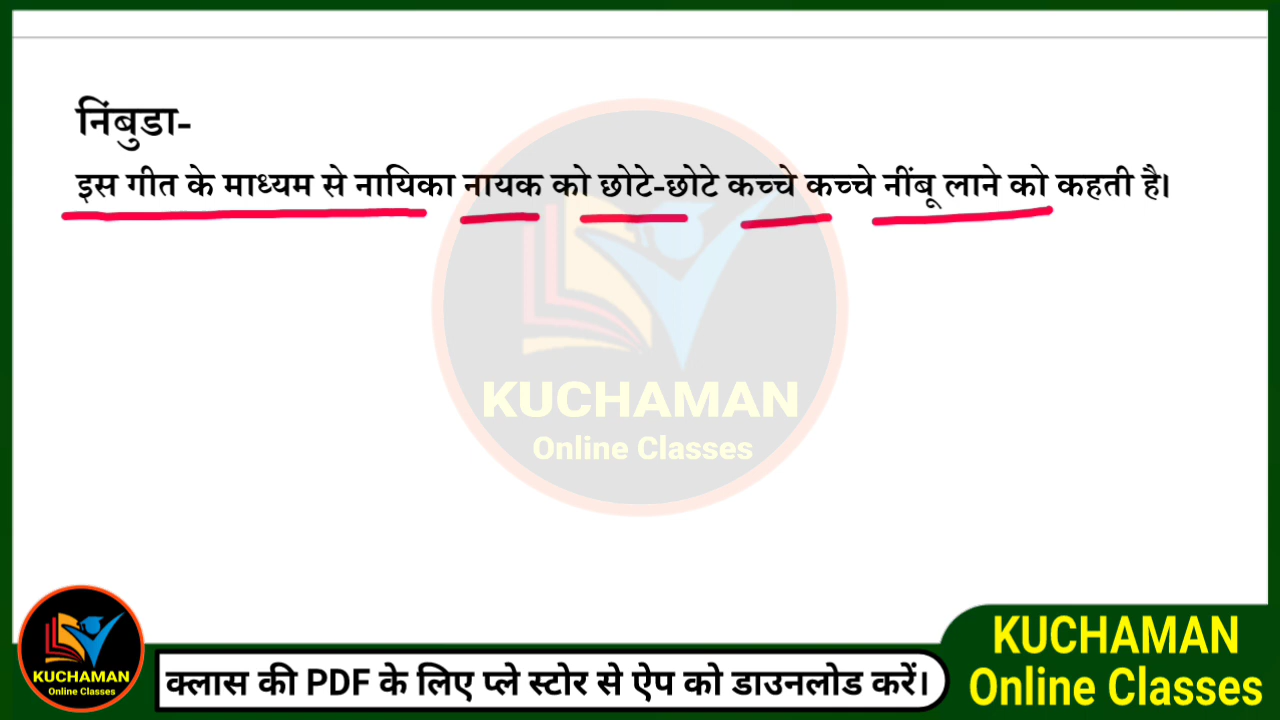 निंबुडा-
इस गीत के माध्यम से नायिका नायक को छोटे-छोटे कच्चे कच्चे नींबू लाने को कहती है।
KUCHAMAN
Online Classes
KUCHAMAN
Online Classes
क्लास की PDF के लिए प्ले स्टोर से ऐप को डाउनलोड करें।
KUCHAMAN
Online Classes